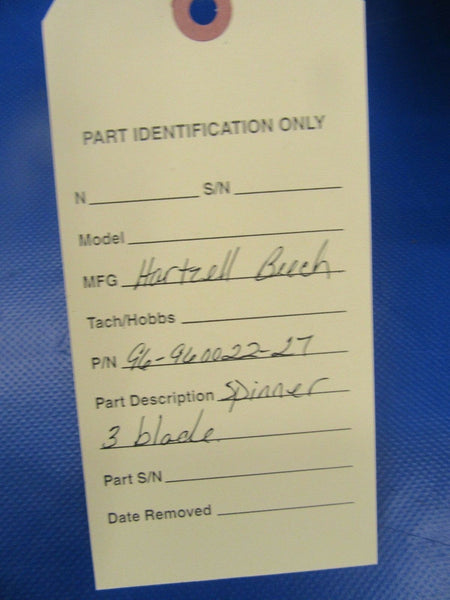 PART IDENTIFICATION ONLY
N S/N
Model
MFG Hartzell Beech
Tach/Hobbs
P/N 96-960022-27
Part Description Spinner
3 blade
Part S/N
Date Removed